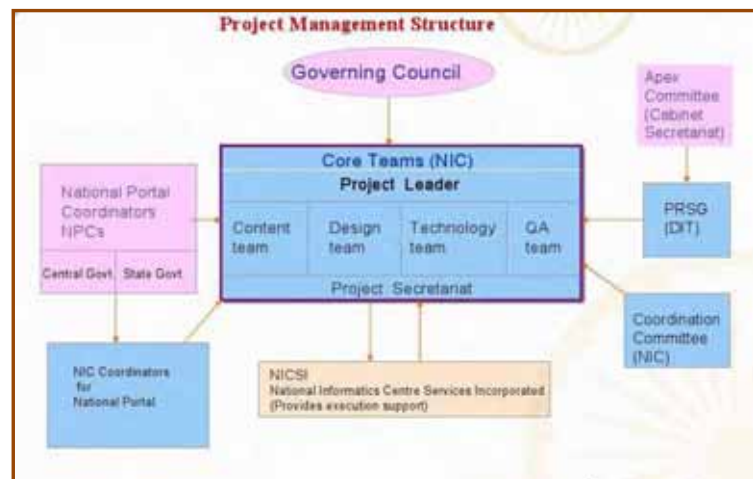 Project Management Structure
Governing Council
Apex
Committee
(Cabinet
Secretariat)
Core Teams (NIC)
Project Leader
National Portal
Coordinators
NPCs
Content
team
Design
team
Technology
team
QA
team
PRSG
(DIT)
Central Govt.
State Govt
Project Secretariat
Coordination
Committee
(NIC)
NIC Coordinators
for
National Portal
NICSI
National Informatics Centre Services Incorporated
(Provides execution support)